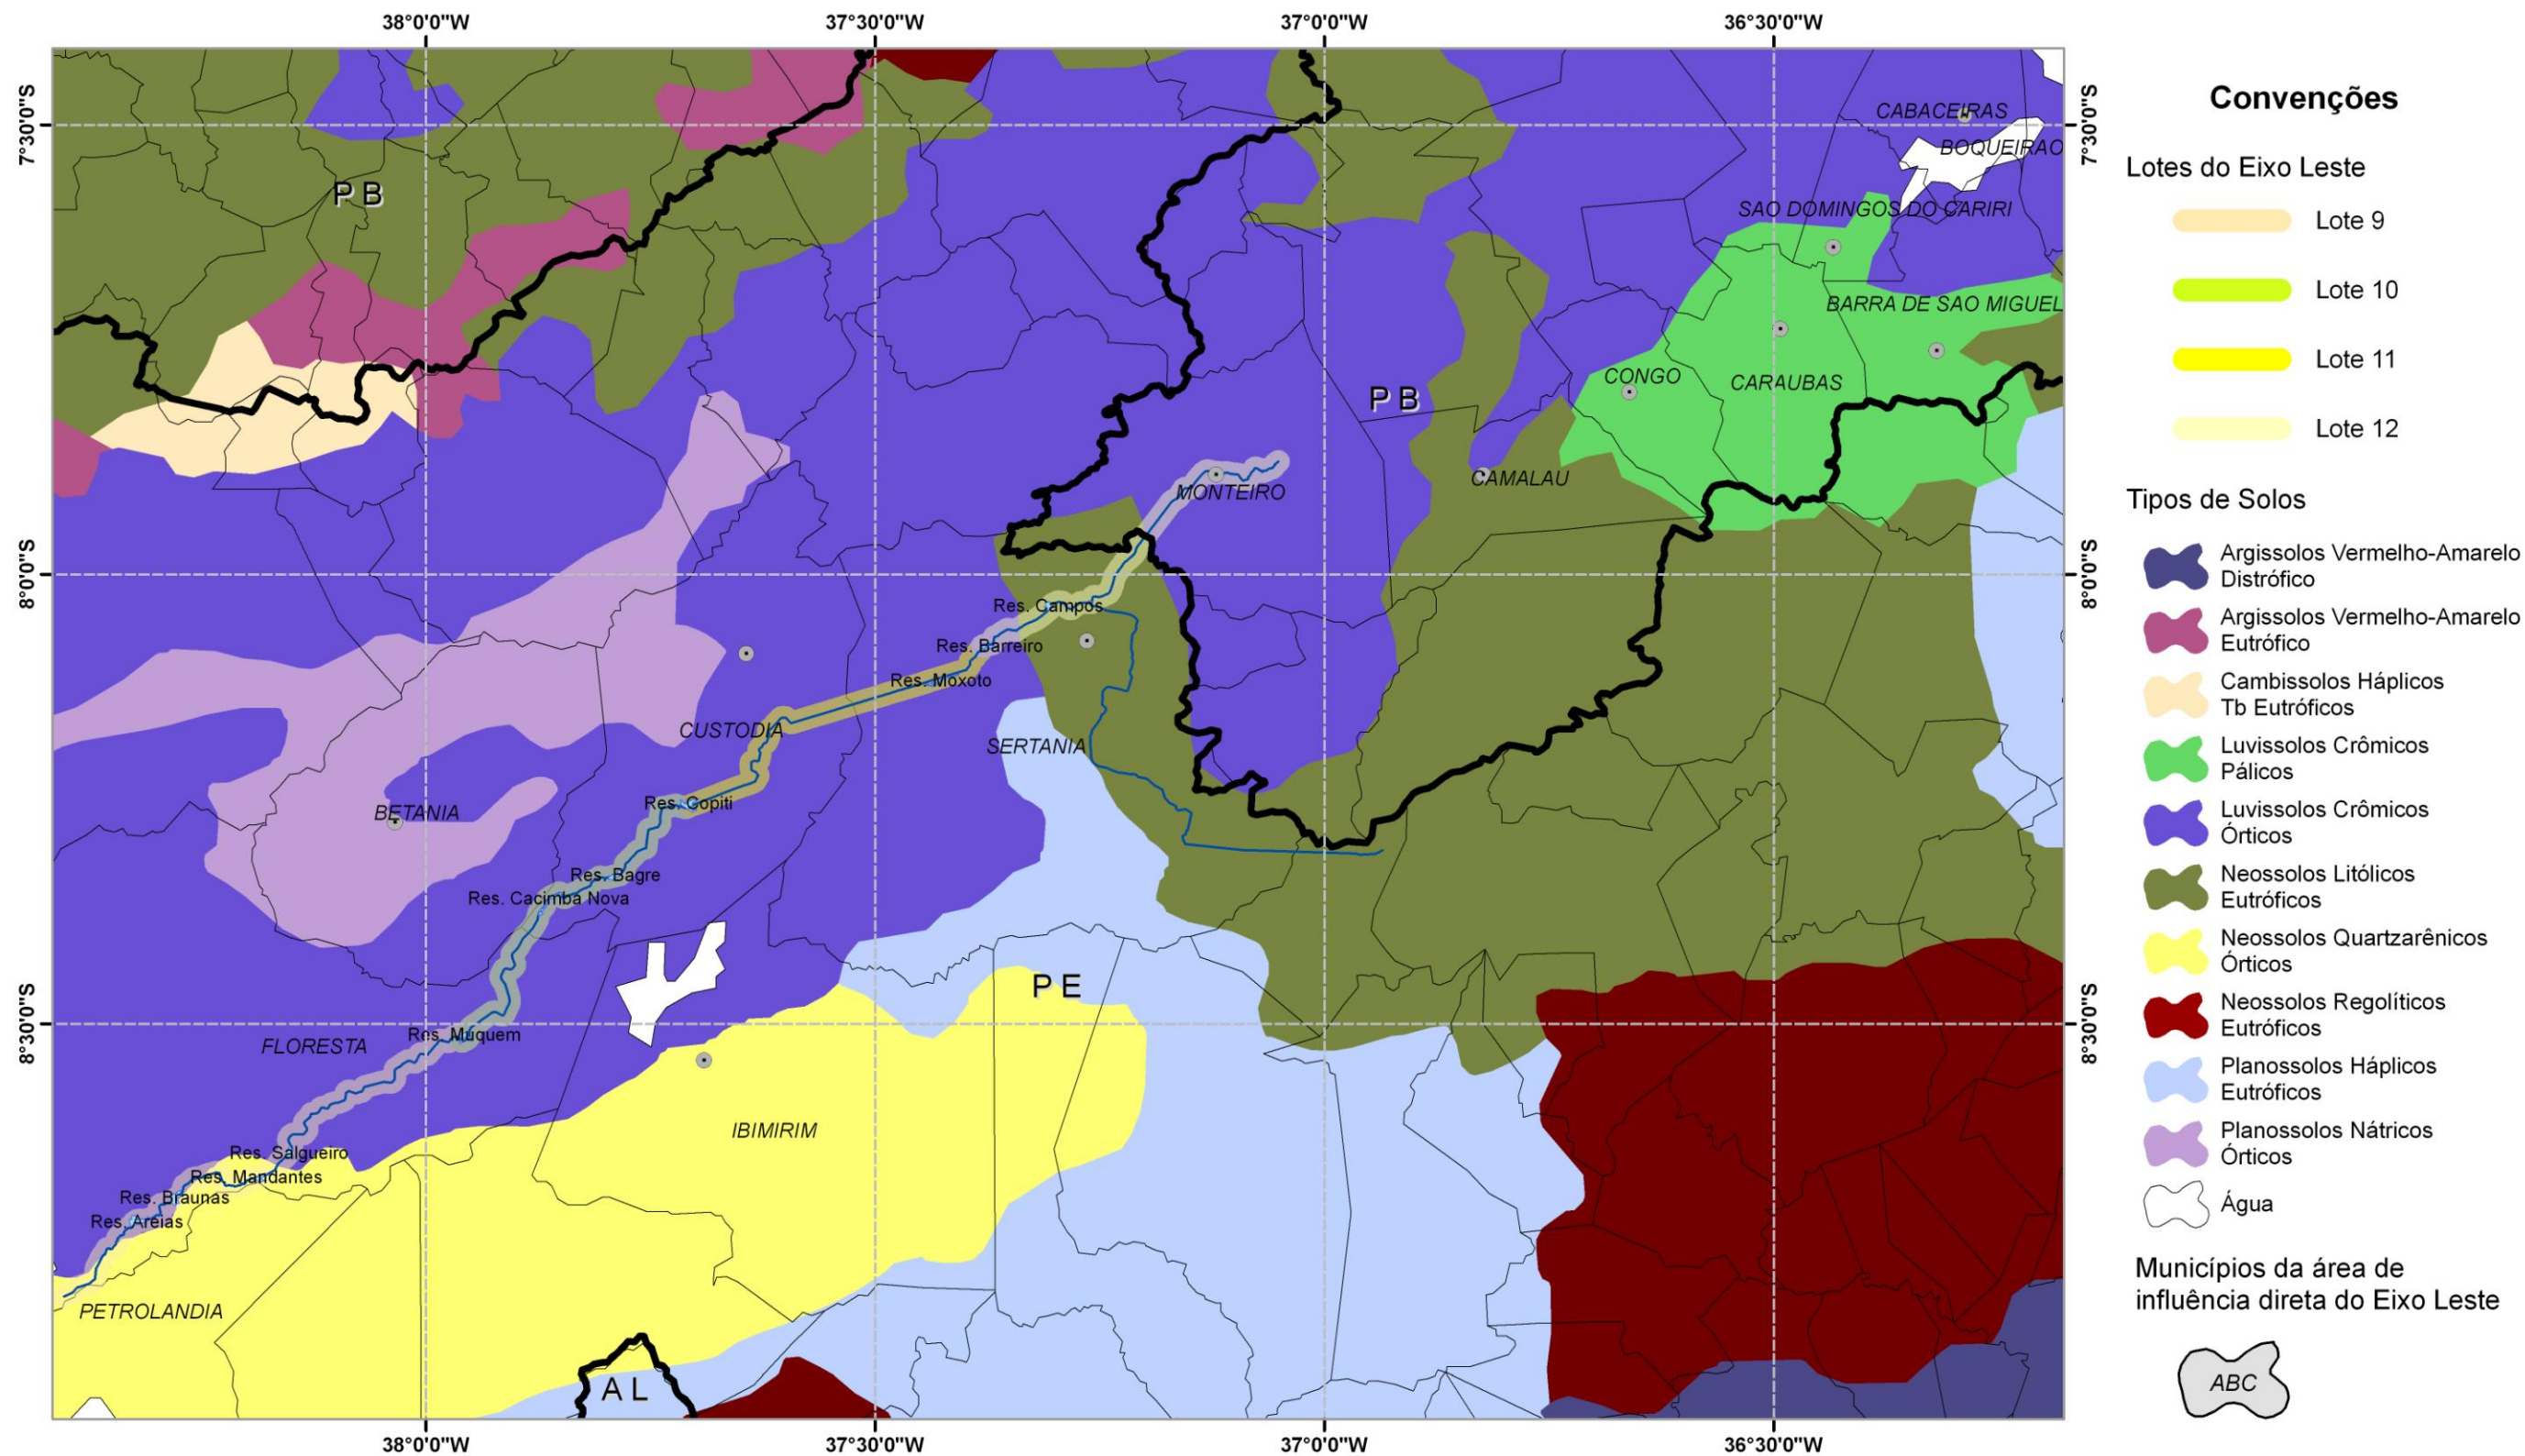 38°0'0"W
37°30'0"W
37°0'0"W
36°30'0"W
7°30'0"S
7°30'0"S
8°0'0"S
8°0'0"S
8°30'0"S
8°30'0"S
CABACEIRAS
BOQUEIRAO
P B
SAO DOMINGOS DO CARIRI
BARRA DE SAO MIGUEL
CONGO
CARAUBAS
P B
CAMALAU
MONTEIRO
Res. Campos
Res. Barreiro
Res. Moxoto
CUSTODIA
SERTANIA
Res. Copiti
BETANIA
Res. Bagre
Res. Cacimba Nova
P E
Res. Muquem
FLORESTA
IBIMIRIM
Res. Salgueiro
Res. Mandantes
Res. Braunas
Res. Areias
PETROLANDIA
A L
38°0'0"W
37°30'0"W
37°0'0"W
36°30'0"W
Convenções
Lotes do Eixo Leste
Lote 9
Lote 10
Lote 11
Lote 12
Tipos de Solos
Argissolos Vermelho-Amarelo
Distrófico
Argissolos Vermelho-Amarelo
Eutrófico
Cambissolos Háplicos
Tb Eutróficos
Luvissolos Crômicos
Pálicos
Luvissolos Crômicos
Órticos
Neossolos Litólicos
Eutróficos
Neossolos Quartzarênicos
Órticos
Neossolos Regolíticos
Eutróficos
Planossolos Háplicos
Eutróficos
Planossolos Nátricos
Órticos
Água
Municípios da área de
influência direta do Eixo Leste
ABC